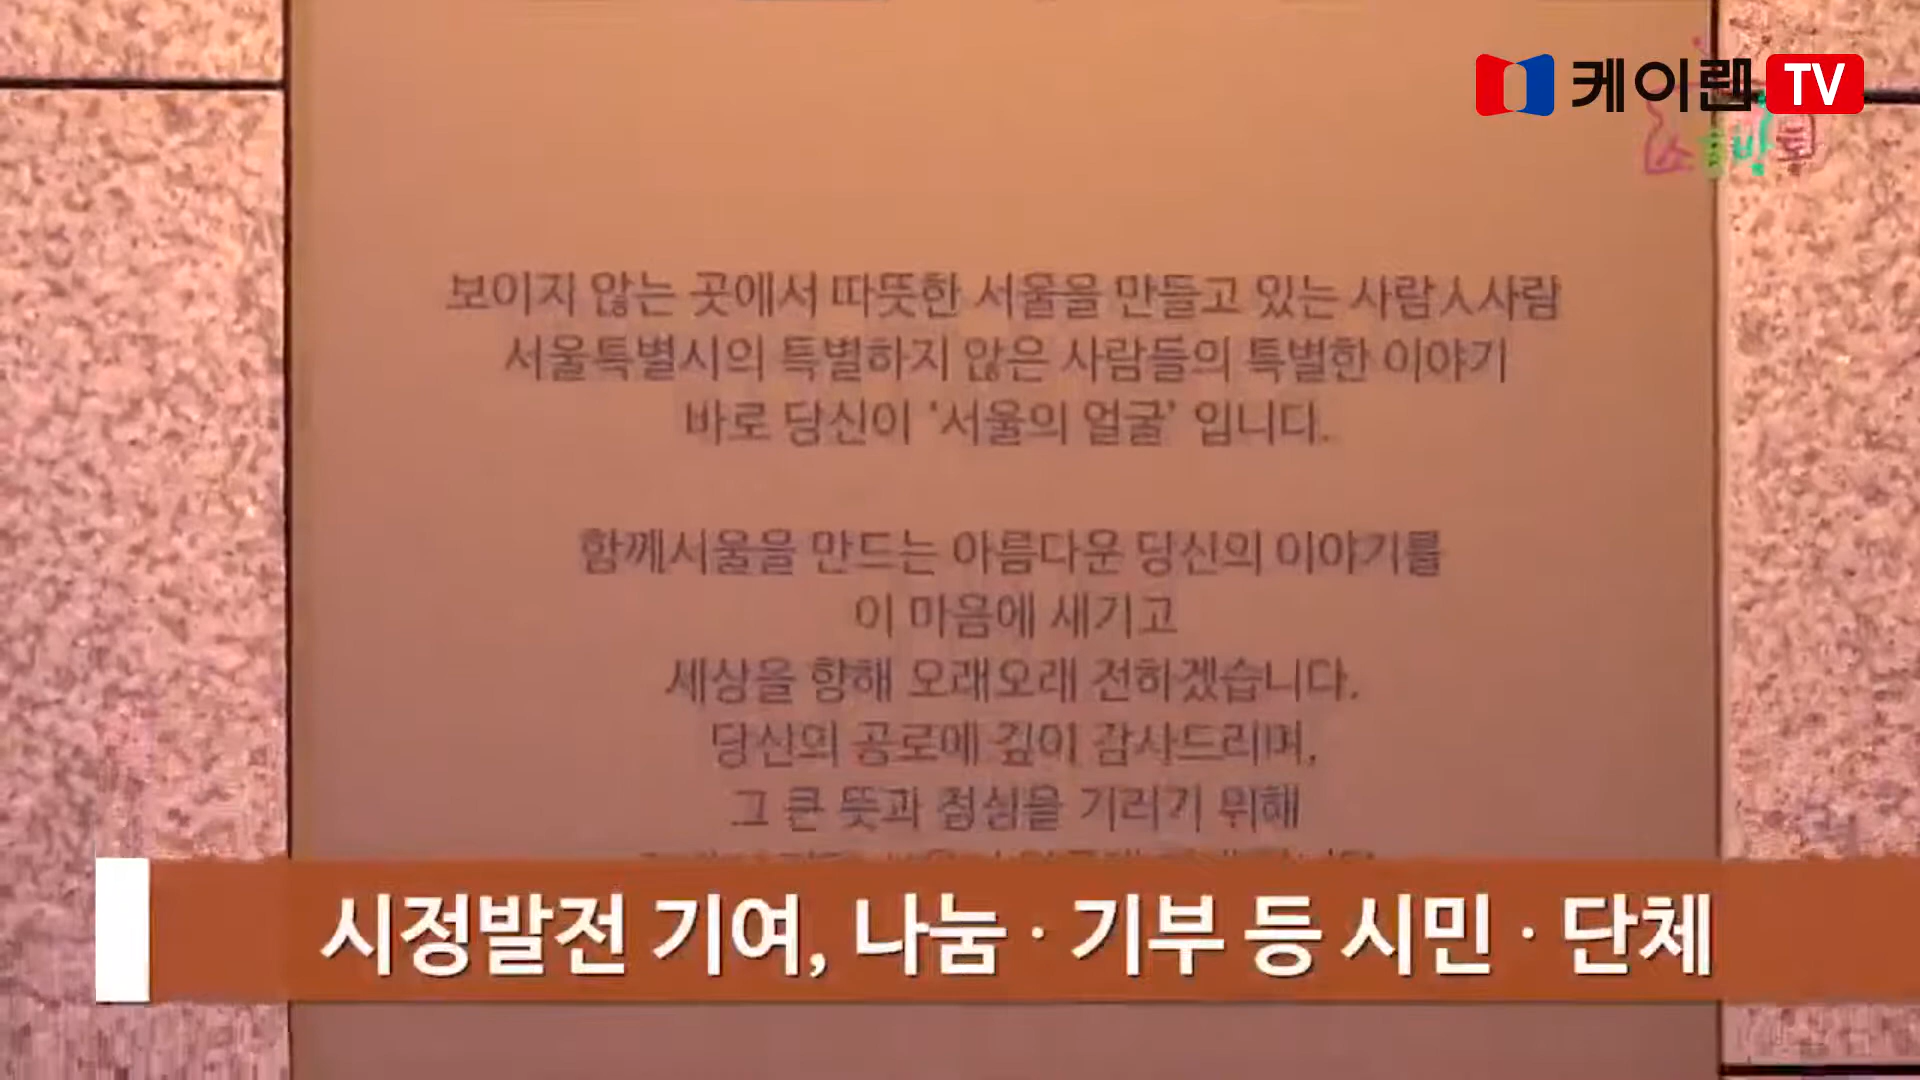 케이랩 TV
소금방통
보이지 않는 곳에서 따뜻한 서울을 만들고 있는 사람人사람
서울특별시의 특별하지 않은 사람들의 특별한 이야기
바로 당신이 ‘서울의 얼굴’ 입니다.
함께서울을 만드는 아름다운 당신의 이야기를
이 마음에 새기고
세상을 향해 오래오래 전하겠습니다.
당신의 공로에 깊이 감사드리며,
그 큰 뜻과 정성을 기리기 위해
시정발전 기여, 나눔 · 기부 등 시민 · 단체